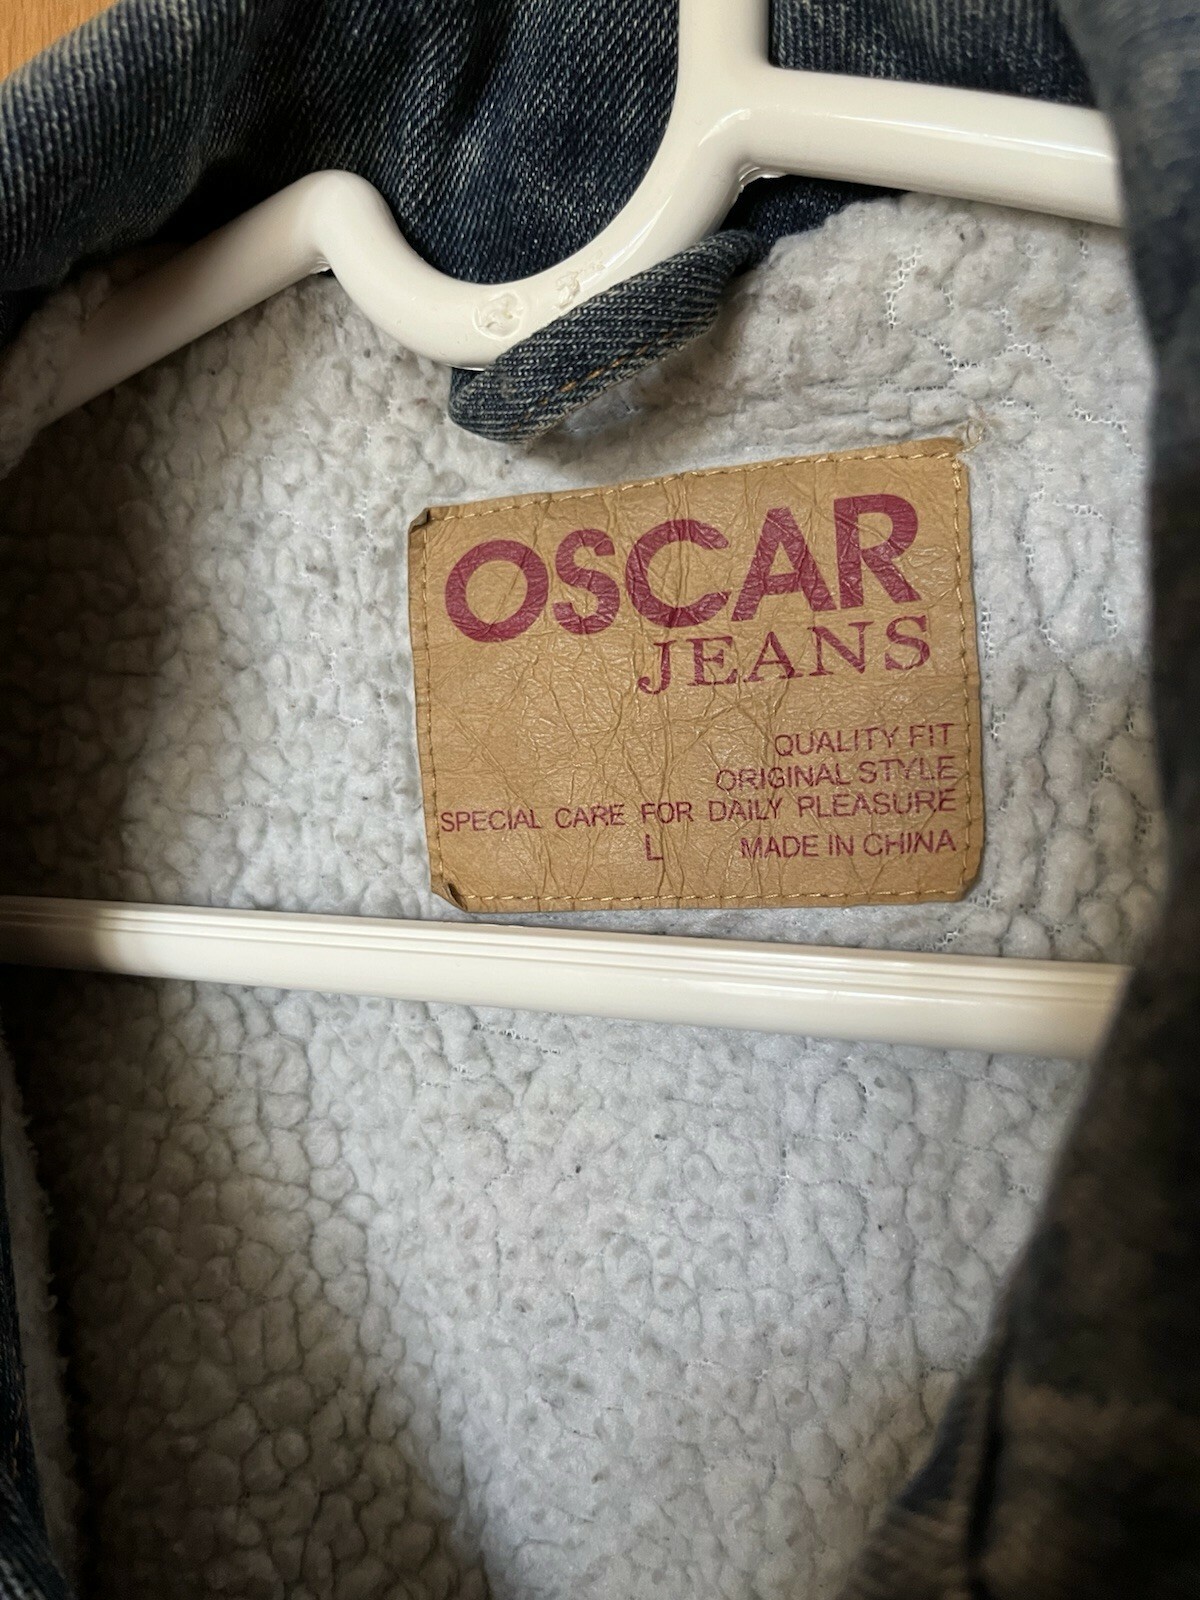 OSCAR
JEANS
QUALITY FIT
ORIGINAL STYLE
SPECIAL CARE FOR DAILY PLEASURE
L MADE IN CHINA